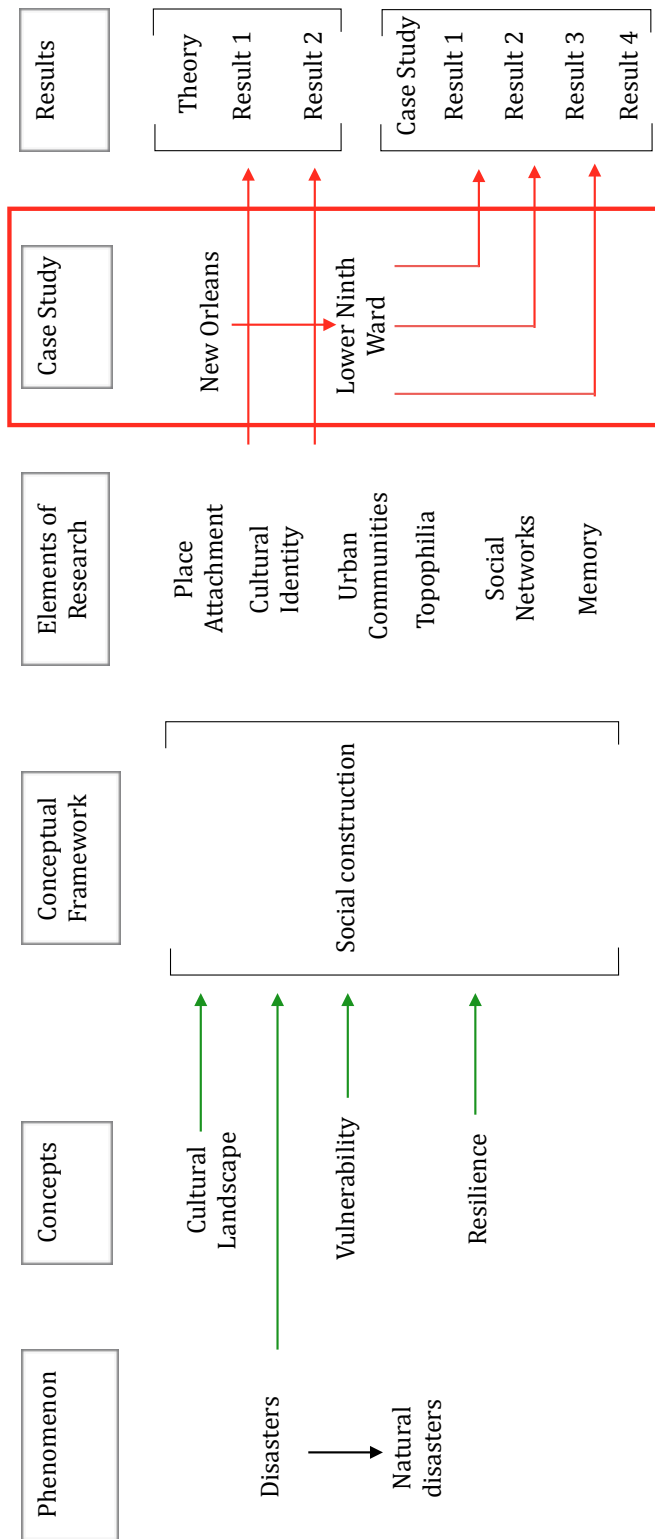 Phenomenon
Disasters
Natural
disasters
Concepts
Cultural
Landscape
Vulnerability
Resilience
Conceptual
Framework
Social construction
Elements of
Research
Place
Attachment
Cultural
Identity
Urban
Communities
Topophilia
Social
Networks
Memory
Case Study
New Orleans
Lower Ninth
Ward
Results
Theory
Result 1
Result 2
Case Study
Result 1
Result 2
Result 3
Result 4